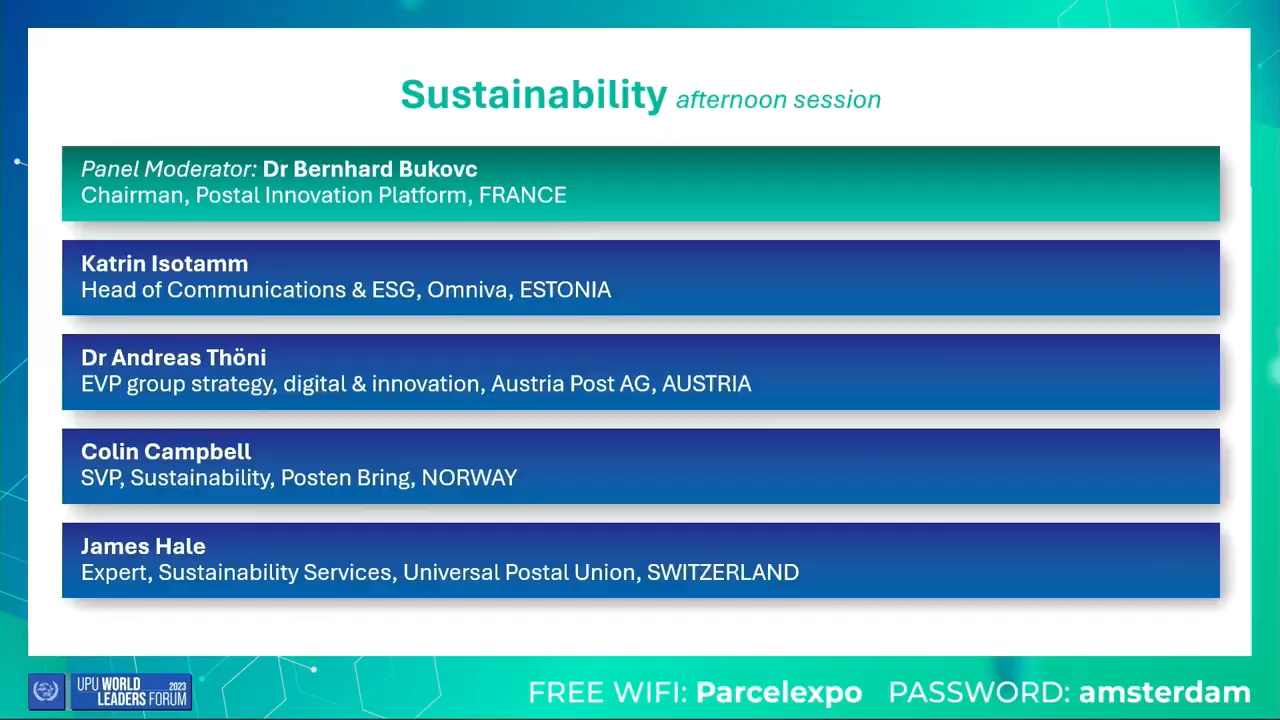 Sustainability afternoon session
Panel Moderator: Dr Bernhard Bukovc
Chairman, Postal Innovation Platform, FRANCE
Katrin Isotamm
Head of Communications & ESG, Omniva, ESTONIA
Dr Andreas Thöni
EVP group strategy, digital & innovation, Austria Post AG, AUSTRIA
Colin Campbell
SVP, Sustainability, Posten Bring, NORWAY
James Hale
Expert, Sustainability Services, Universal Postal Union, SWITZERLAND
UPU WORLD 2023
LEADERS FORUM
FREE WIFI: Parcelexpo PASSWORD: amsterdam